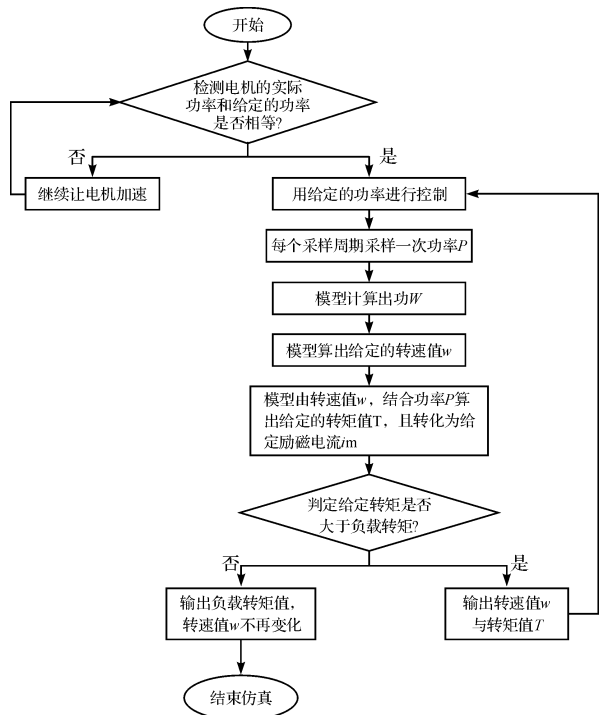 开始
检测电机的实际
功率和给定的功率
是否相等?
否
是
继续让电机加速
用给定的功率进行控制
每个采样周期采样一次功率P
模型计算出功W
模型算出给定的转速值w
模型由转速值w，结合功率P算
出给定的转矩值T，且转化为给
定励磁电流im
判定给定转矩是否
大于负载转矩?
否
是
输出负载转矩值，
转速值w不再变化
输出转速值w
与转矩值T
结束仿真